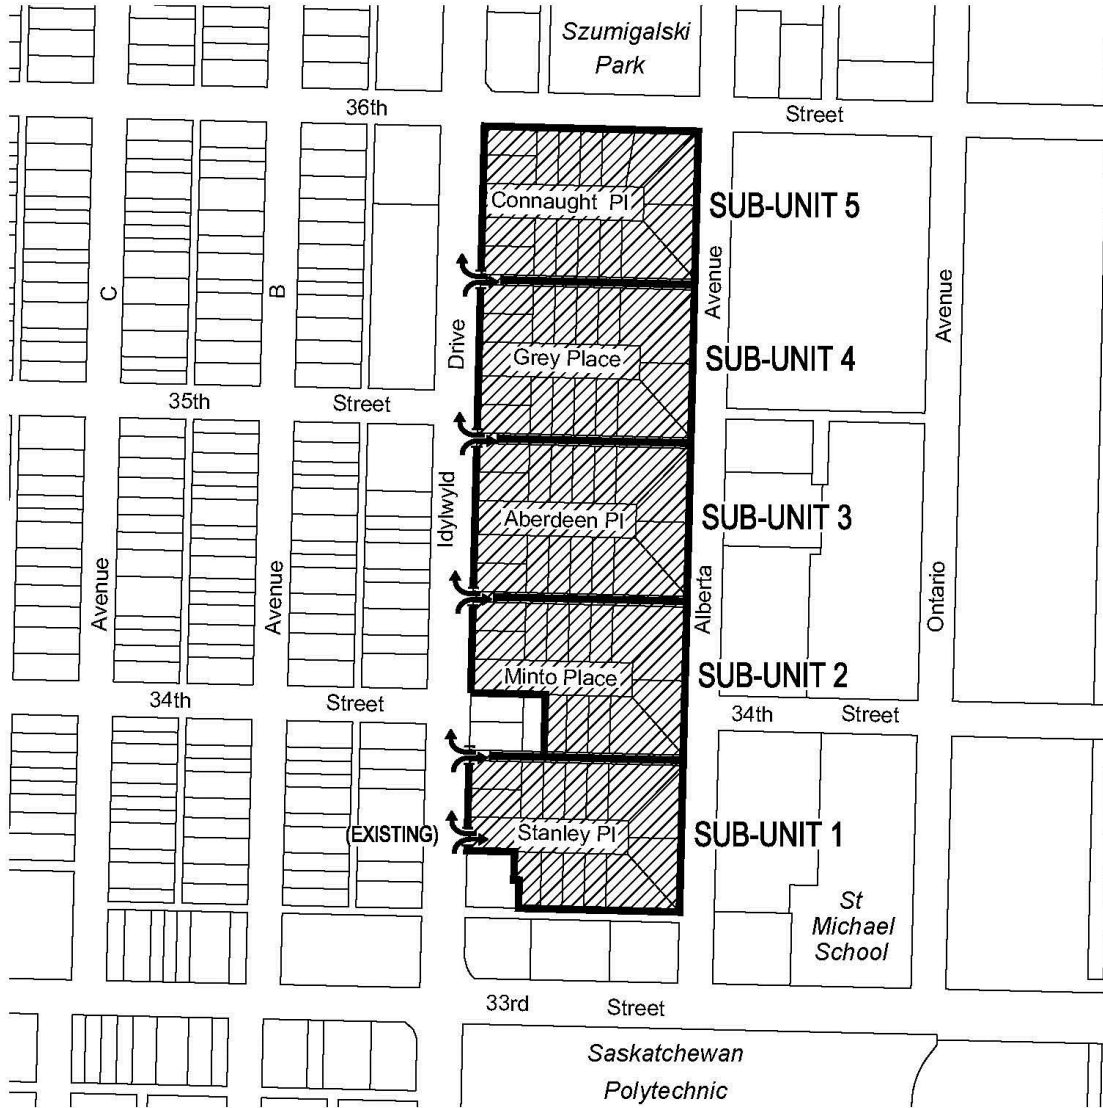 Szumigalski
Park
36th
Street
Connaught Pl
SUB-UNIT 5
C
B
Avenue
Avenue
Drive
Grey Place
SUB-UNIT 4
35th
Street
Idylwyld
Aberdeen Pl
SUB-UNIT 3
Avenue
Avenue
Alberta
Ontario
Minto Place
SUB-UNIT 2
34th
Street
34th
Street
(EXISTING)
Stanley Pl
SUB-UNIT 1
St
Michael
School
33rd
Street
Saskatchewan
Polytechnic